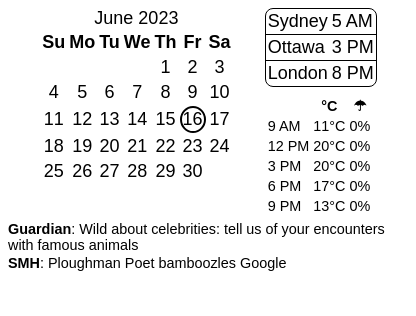 June 2023
Su Mo Tu We Th Fr Sa
1 2 3
4 5 6 7 8 9 10
11 12 13 14 15 16 17
18 19 20 21 22 23 24
25 26 27 28 29 30
Sydney 5 AM
Ottawa 3 PM
London 8 PM
°C ☂
9 AM 11°C 0%
12 PM 20°C 0%
3 PM 20°C 0%
6 PM 17°C 0%
9 PM 13°C 0%
Guardian: Wild about celebrities: tell us of your encounters
with famous animals
SMH: Ploughman Poet bamboozles Google